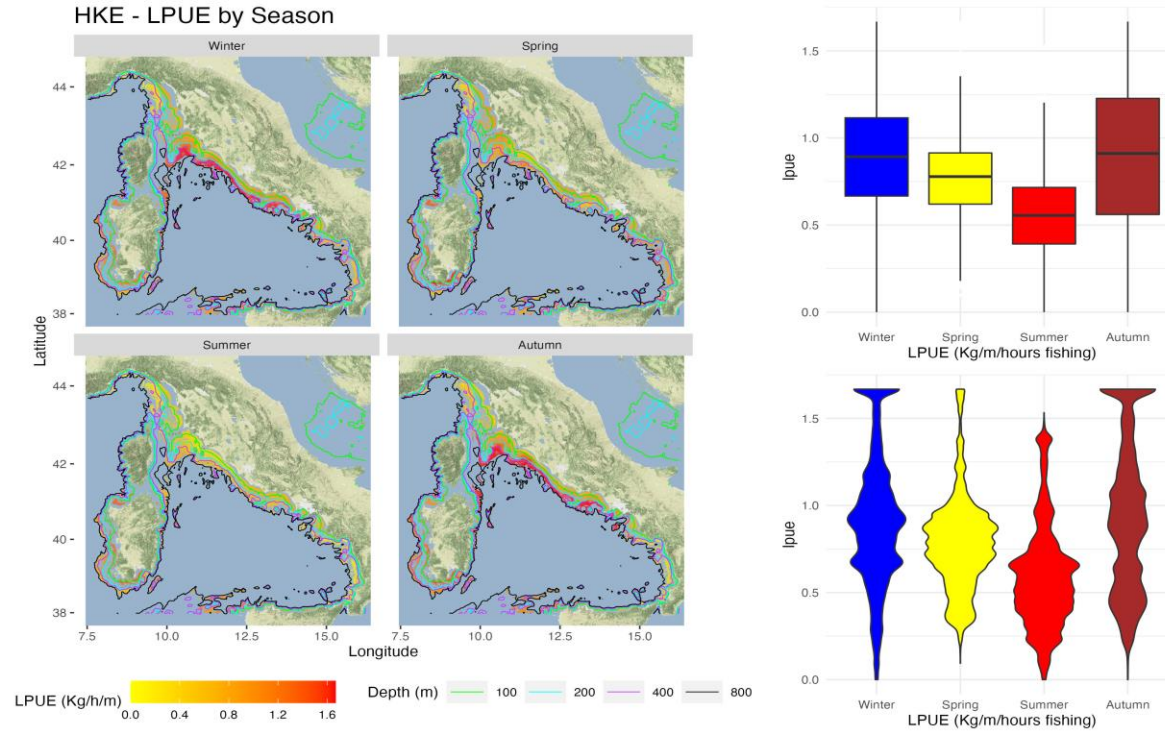 HKE - LPUE by Season
Winter
Spring
44
42
40
38
Summer
Autumn
44
42
40
38
Latitude
7.5 10.0 12.5 15.0 7.5 10.0 12.5 15.0
Longitude
LPUE (Kg/h/m)
0.0 0.4 0.8 1.2 1.6
Depth (m) 100 200 400 800
1.5
1.0
0.5
0.0
lpue
Winter Spring Summer Autumn
LPUE (Kg/m/hours fishing)
1.5
1.0
0.5
0.0
lpue
Winter Spring Summer Autumn
LPUE (Kg/m/hours fishing)